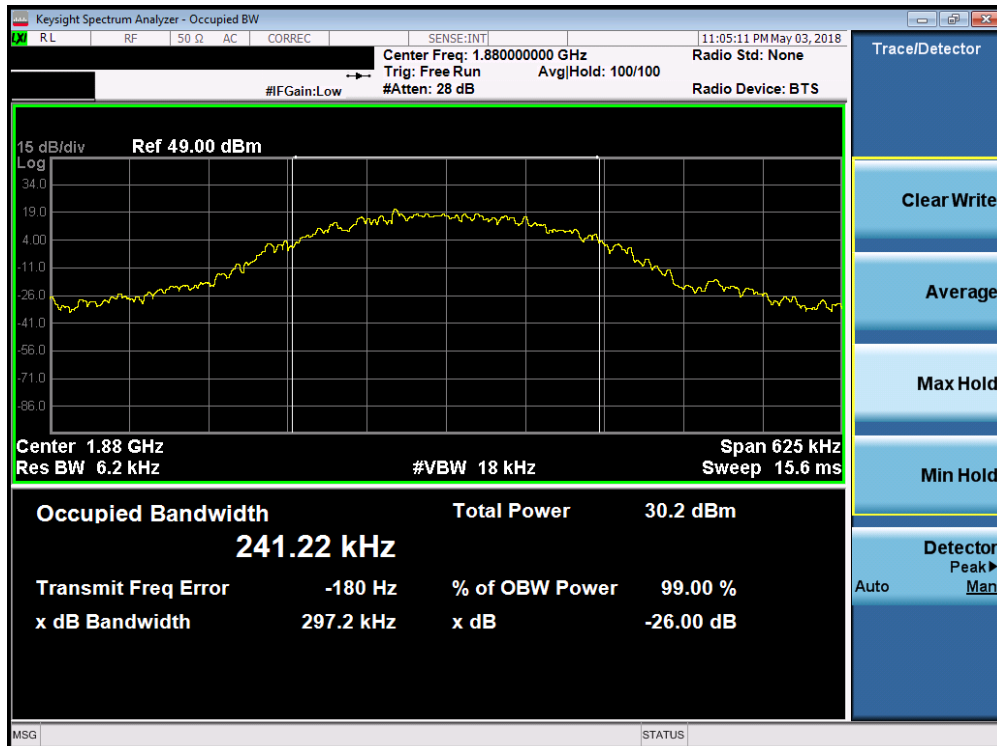 Keysight Spectrum Analyzer - Occupied BW
LXI RL RF 50 Ω AC CORREC SENSE:INT 11:05:11 PM May 03, 2018
Center Freq: 1.880000000 GHz Radio Std: None
Trig: Free Run Avg|Hold: 100/100
#IFGain:Low #Atten: 28 dB Radio Device: BTS
15 dB/div Ref 49.00 dBm
Log
34.0
19.0
4.00
-11.0
-26.0
-41.0
-56.0
-71.0
-86.0
Center 1.88 GHz Span 625 kHz
Res BW 6.2 kHz #VBW 18 kHz Sweep 15.6 ms
Occupied Bandwidth Total Power 30.2 dBm
241.22 kHz
Transmit Freq Error -180 Hz % of OBW Power 99.00 %
x dB Bandwidth 297.2 kHz x dB -26.00 dB
MSG STATUS
Trace/Detector
Clear Write
Average
Max Hold
Min Hold
Detector
Peak▶
Auto Man